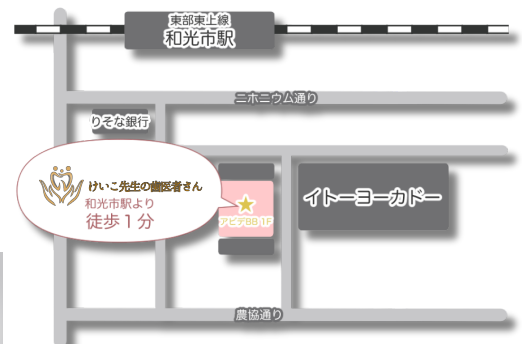 東部東上線
和光市駅
ニホニウム通り
りそな銀行
けいこ先生の歯医者さん
和光市駅より
徒歩1分
アビデBB 1F
イトーヨーカドー
農協通り